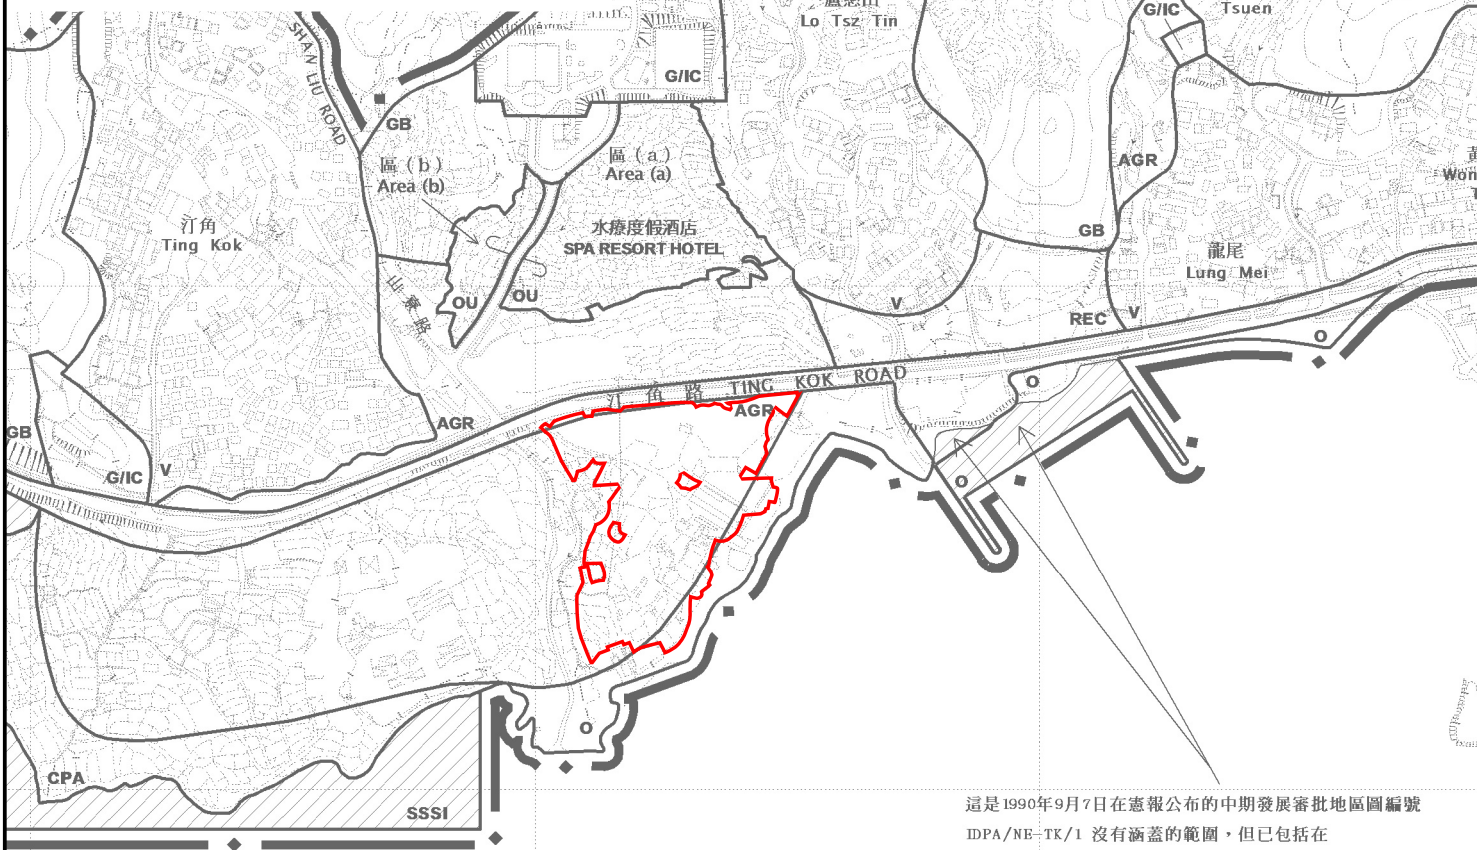 Lo Tsz Tin
G/IC
Tsuen
SHAN LIU ROAD
G/IC
GB
區(b)
Area (b)
區(a)
Area (a)
AGR
汀角
Ting Kok
水療度假酒店
SPA RESORT HOTEL
GB
龍尾
Lung Mei
山寮路
OU
OU
V
REC
V
O
汀角路 TING KOK ROAD
O
AGR
AGR
GB
G/IC
V
O
O
CPA
SSSI
這是1990年9月7日在憲報公布的中期發展審批地區圖編號
IDPA/NE-TK/1 沒有涵蓋的範圍，但已包括在